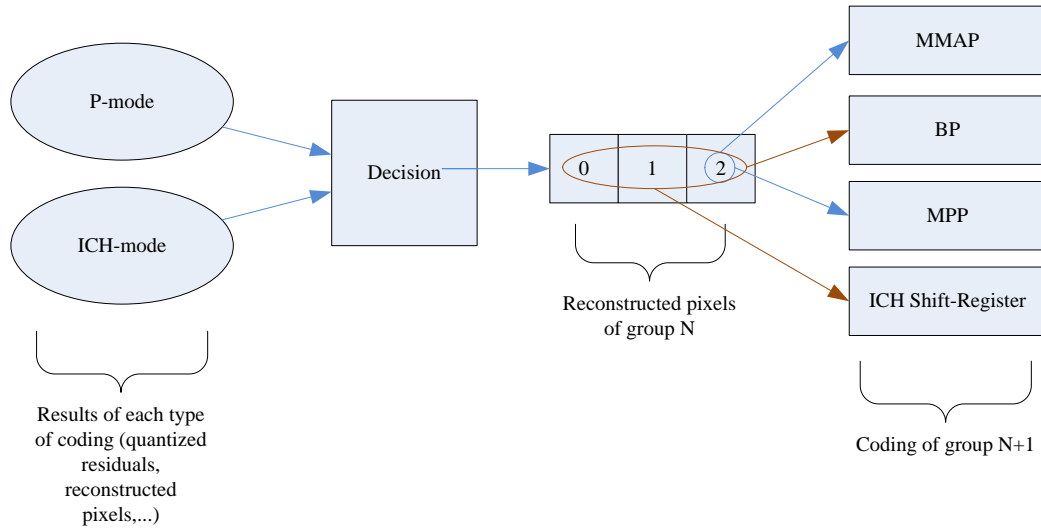 P-mode
ICH-mode
Results of each type
of coding (quantized
residuals,
reconstructed
pixels,...)
Decision
0 1 2
Reconstructed pixels
of group N
MMAP
BP
MPP
ICH Shift-Register
Coding of group N+1